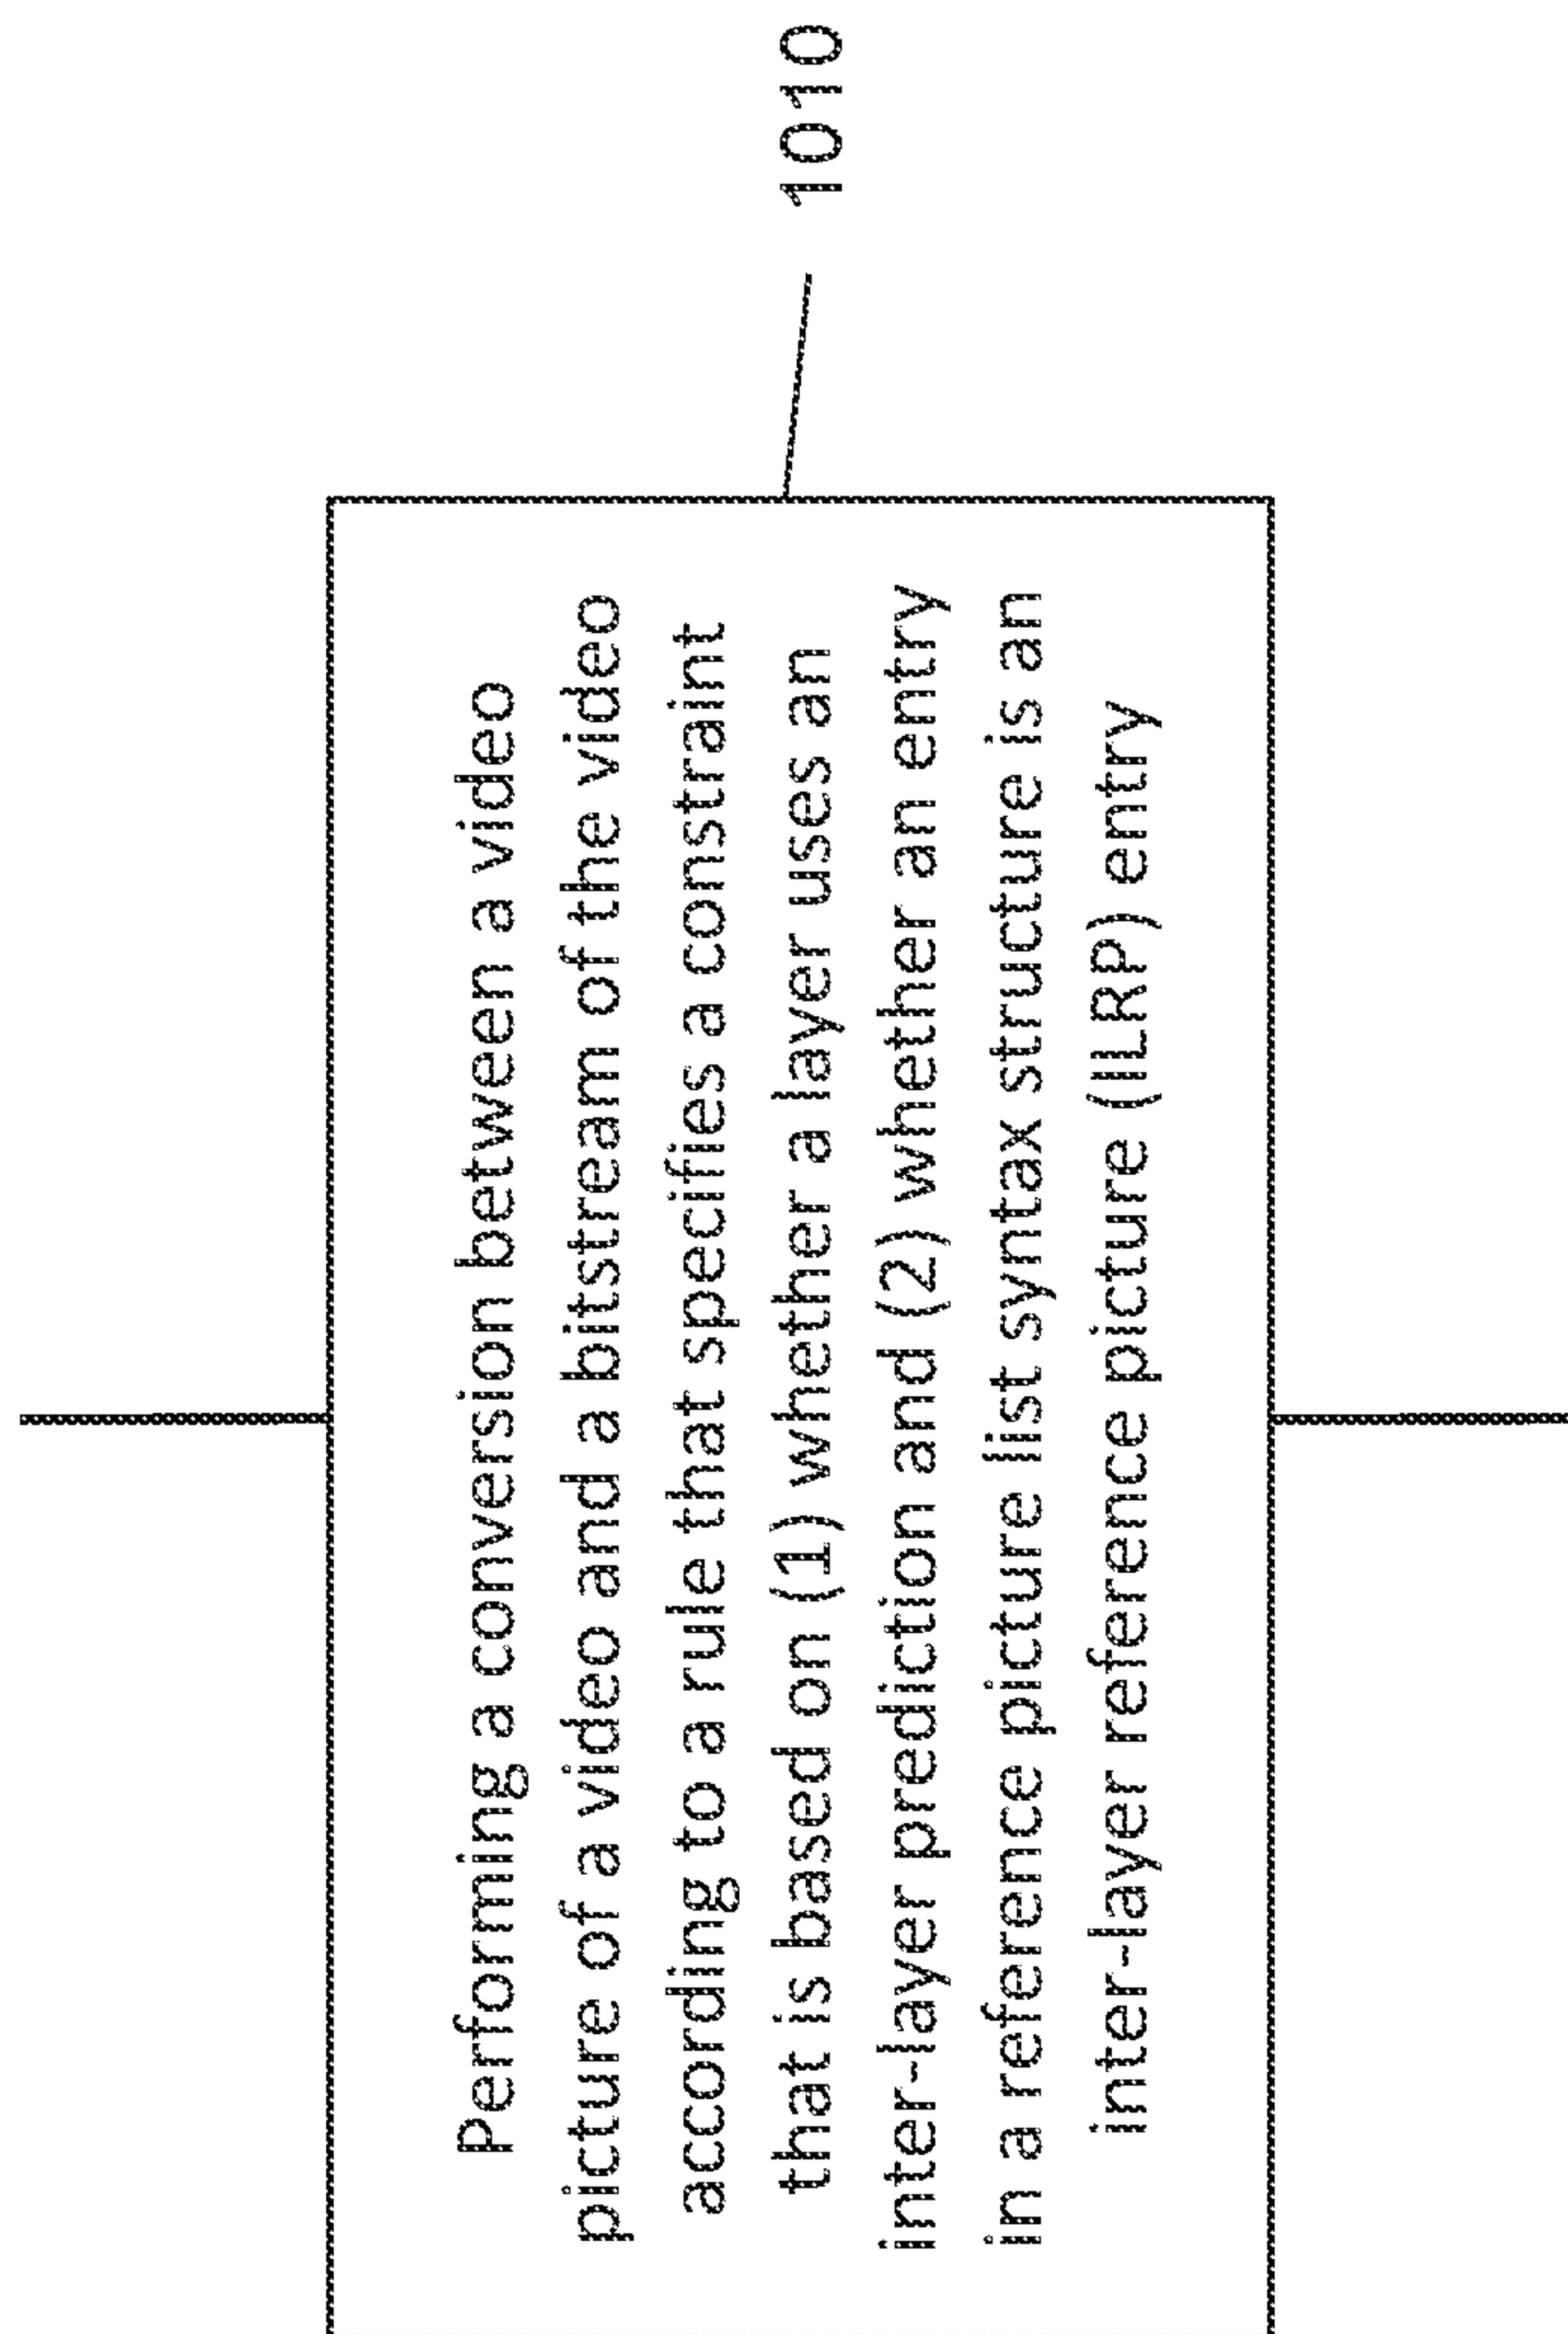 Performing a conversion between a video
picture of a video and a bitstream of the video
according to a rule that specifies a constraint
that is based on (1) whether a layer uses an
inter-layer prediction and (2) whether an entry
in a reference picture list syntax structure is an
inter-layer reference picture (ILRP) entry
1010